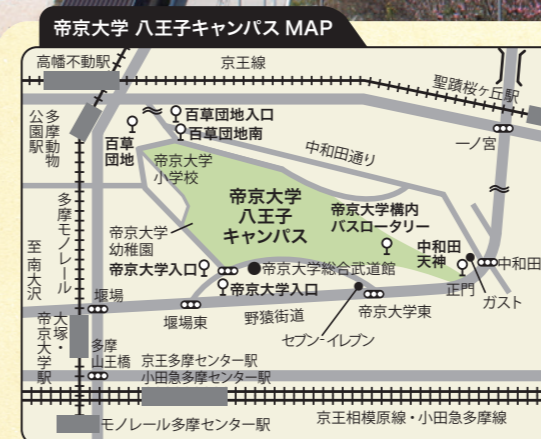 帝京大学 八王子キャンパス MAP
高幡不動駅
京王線
聖蹟桜ヶ丘駅
多摩動物
公園駅
百草団地入口
百草団地南
百草
団地
一ノ宮
中和田通り
帝京大学
小学校
帝京大学
八王子
キャンパス
帝京大学構内
バスロータリー
多摩モノレール
至 南大沢
帝京大学
幼稚園
中和田
天神
帝京大学入口
帝京大学総合武道館
中和田
正門
帝京大学入口
ガスト
堰場
堰場東
野猿街道
帝京大学東
セブン-イレブン
大塚・
帝京大学駅
多摩
山王橋
京王多摩センター駅
小田急多摩センター駅
モノレール多摩センター駅
京王相模原線・小田急多摩線